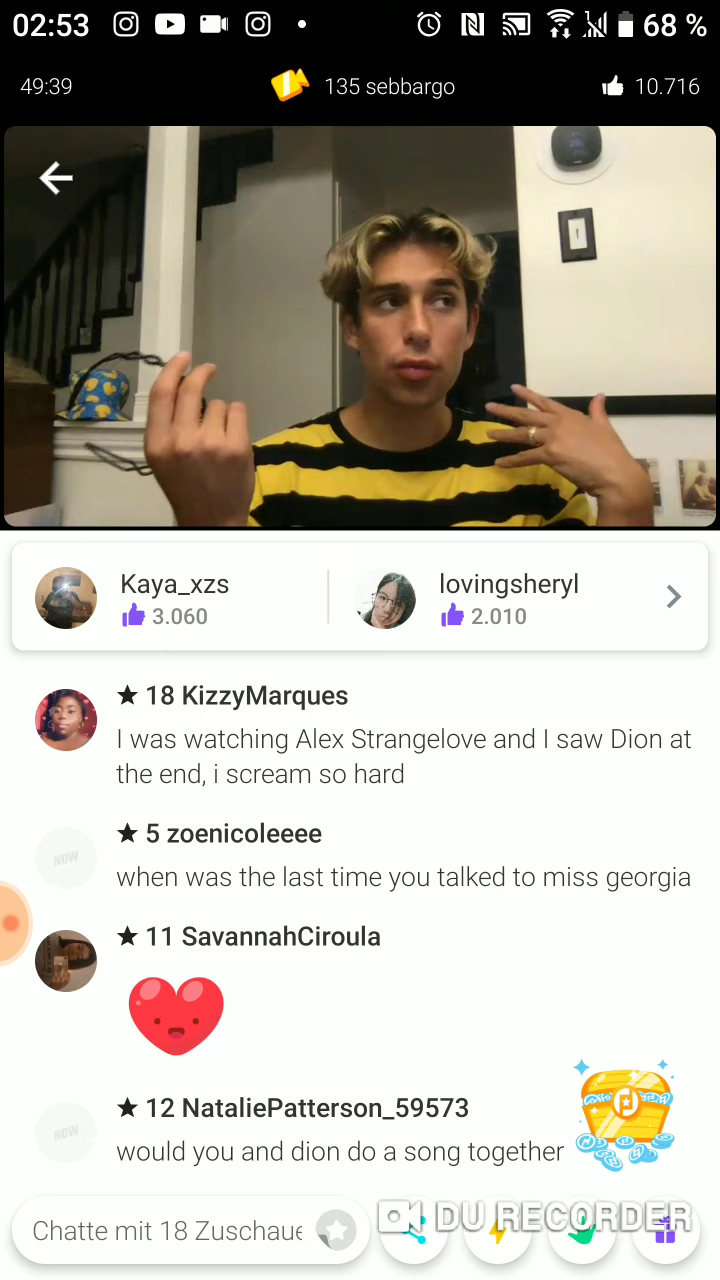 02:53
68 %
49:39
135 sebbargo
10.716
Kaya_xzs
3.060
lovingsheryl
2.010
★ 18 KizzyMarques
I was watching Alex Strangelove and I saw Dion at
the end, i scream so hard
★ 5 zoenicoleeee
NOW
when was the last time you talked to miss georgia
★ 11 SavannahCiroula
★ 12 NataliePatterson_59573
NOW
would you and dion do a song together
Chatte mit 18 Zuschaue
DU RECORDER